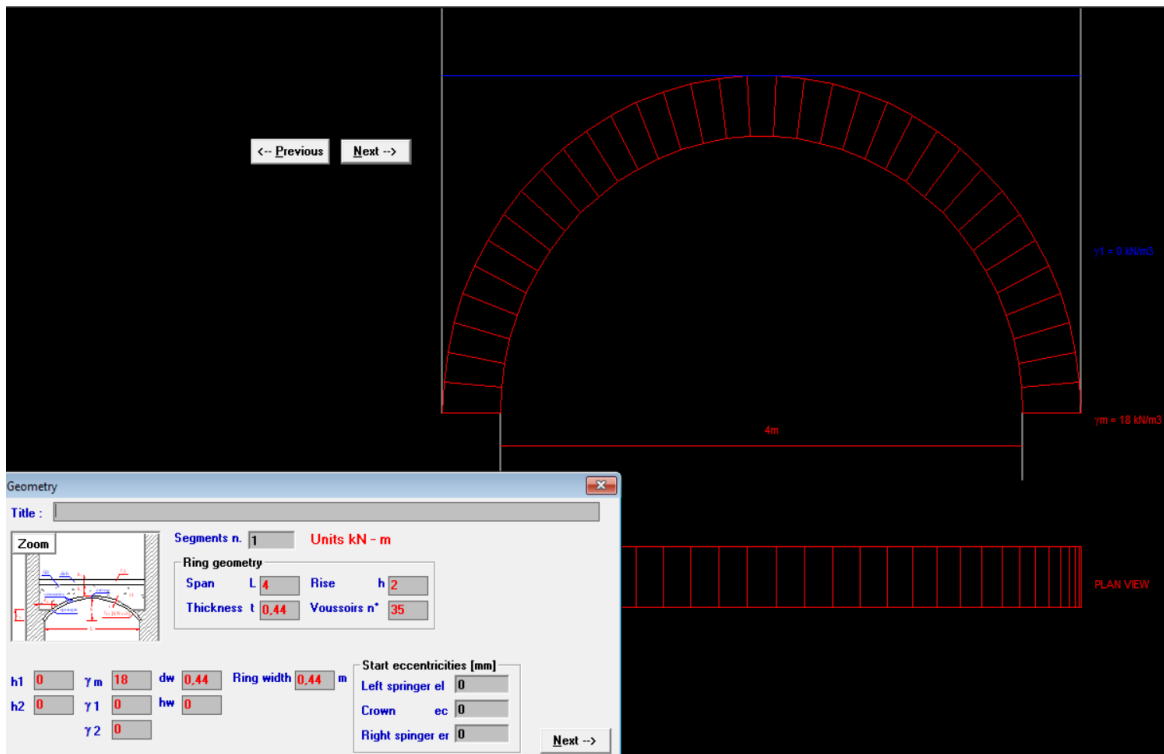 <-- Previous
Next -->
γ1 = 0 kN/m3
4m
γm = 18 kN/m3
PLAN VIEW
Geometry
Title :
Zoom
Segments n. 1 Units kN - m
Ring geometry
Span L 4 Rise h 2
Thickness t 0,44 Voussoirs n° 35
h1 0 γ m 18 dw 0,44 Ring width 0,44 m
h2 0 γ 1 0 hw 0
γ 2 0
Start eccentricities [mm]
Left springer el 0
Crown ec 0
Right spinger er 0
Next -->